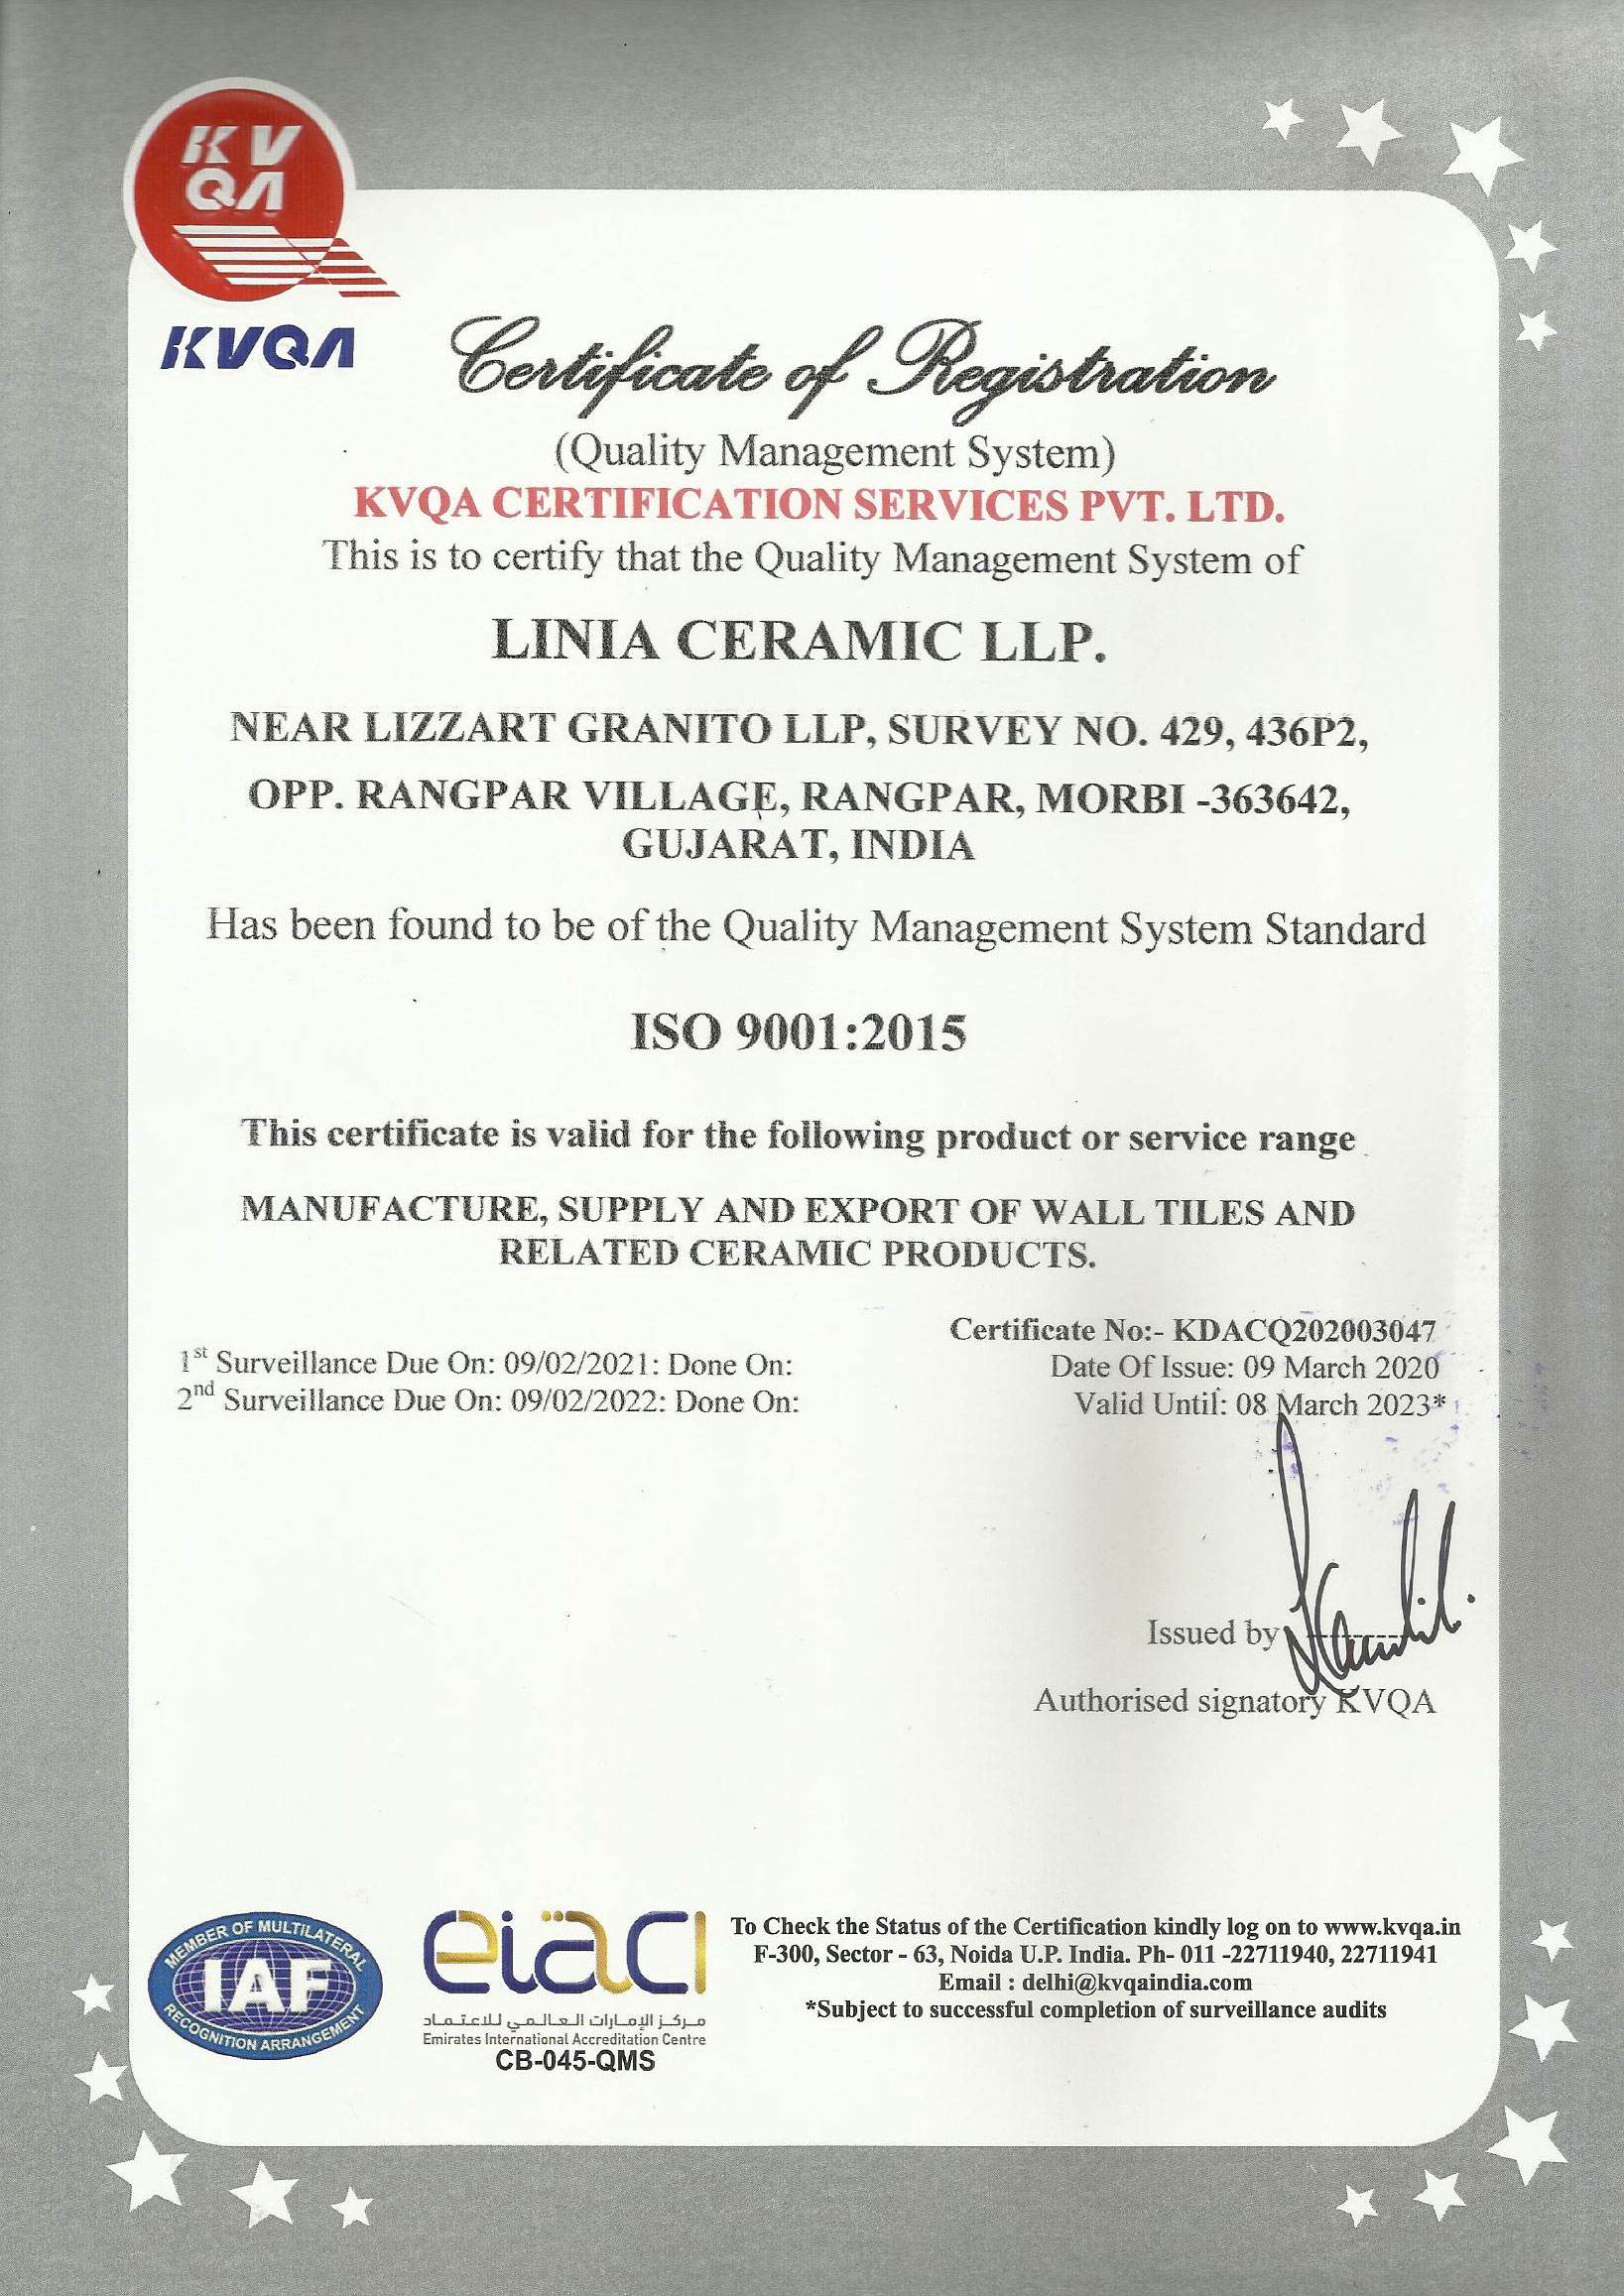 KV
QA
KVQA
Certificate of Registration
(Quality Management System)
KVQA CERTIFICATION SERVICES PVT. LTD.
This is to certify that the Quality Management System of
LINIA CERAMIC LLP.
NEAR LIZZART GRANITO LLP, SURVEY NO. 429, 436P2,
OPP. RANGPAR VILLAGE, RANGPAR, MORBI -363642,
GUJARAT, INDIA
Has been found to be of the Quality Management System Standard
ISO 9001:2015
This certificate is valid for the following product or service range
MANUFACTURE, SUPPLY AND EXPORT OF WALL TILES AND
RELATED CERAMIC PRODUCTS.
Certificate No:- KDACQ202003047
1st Surveillance Due On: 09/02/2021: Done On:
Date Of Issue: 09 March 2020
2nd Surveillance Due On: 09/02/2022: Done On:
Valid Until: 08 March 2023*
Issued by
Authorised signatory KVQA
MEMBER OF MULTILATERAL
IAF
RECOGNITION ARRANGEMENT
eiac
مركز الإمارات العالمي للاعتماد
Emirates International Accreditation Centre
CB-045-QMS
To Check the Status of the Certification kindly log on to www.kvqa.in
F-300, Sector - 63, Noida U.P. India. Ph- 011 -22711940, 22711941
Email : delhi@kvqaindia.com
*Subject to successful completion of surveillance audits